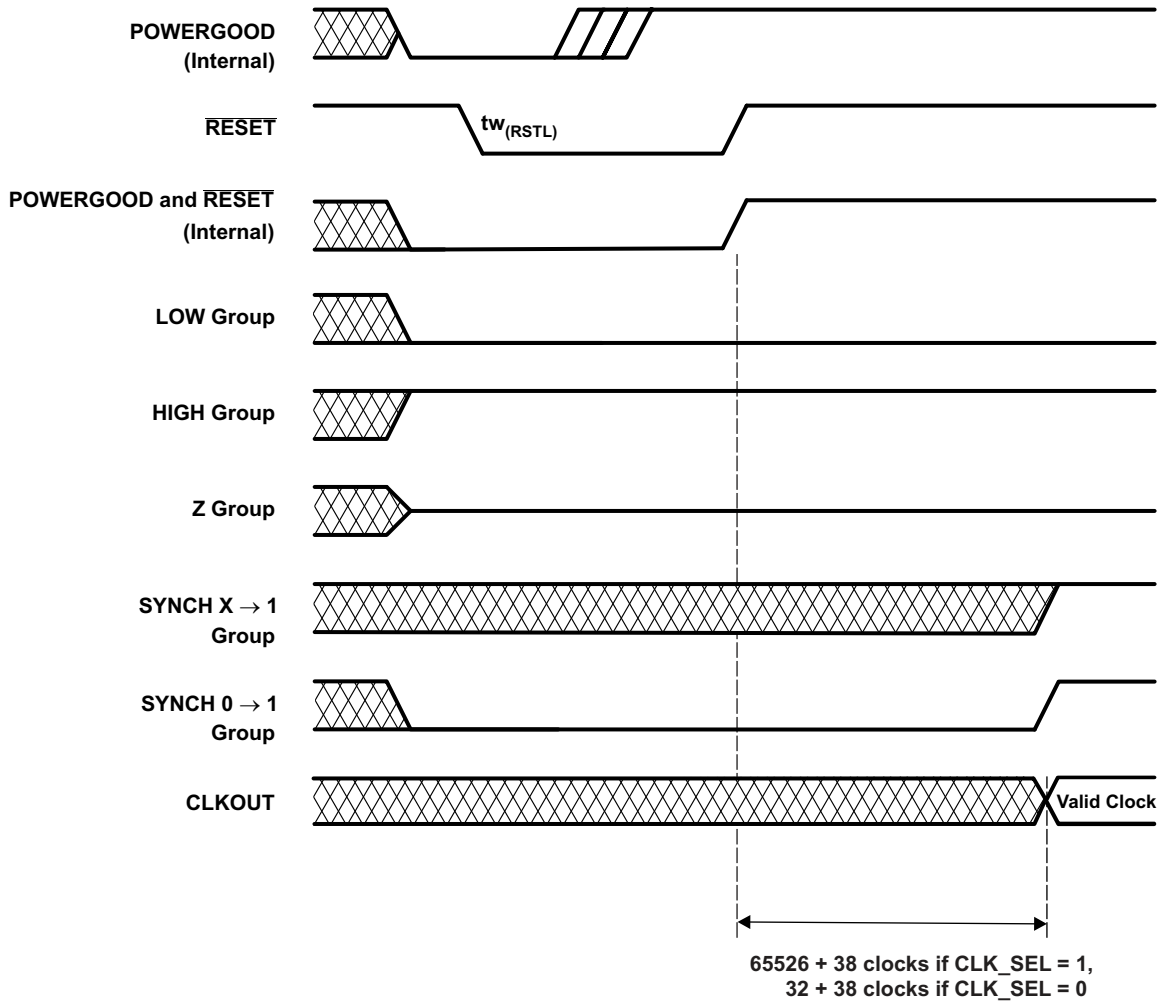 POWERGOOD
(Internal)
RESET
tw(RSTL)
POWERGOOD and RESET
(Internal)
LOW Group
HIGH Group
Z Group
SYNCH X → 1
Group
SYNCH 0 → 1
Group
CLKOUT
Valid Clock
65526 + 38 clocks if CLK_SEL = 1,
32 + 38 clocks if CLK_SEL = 0